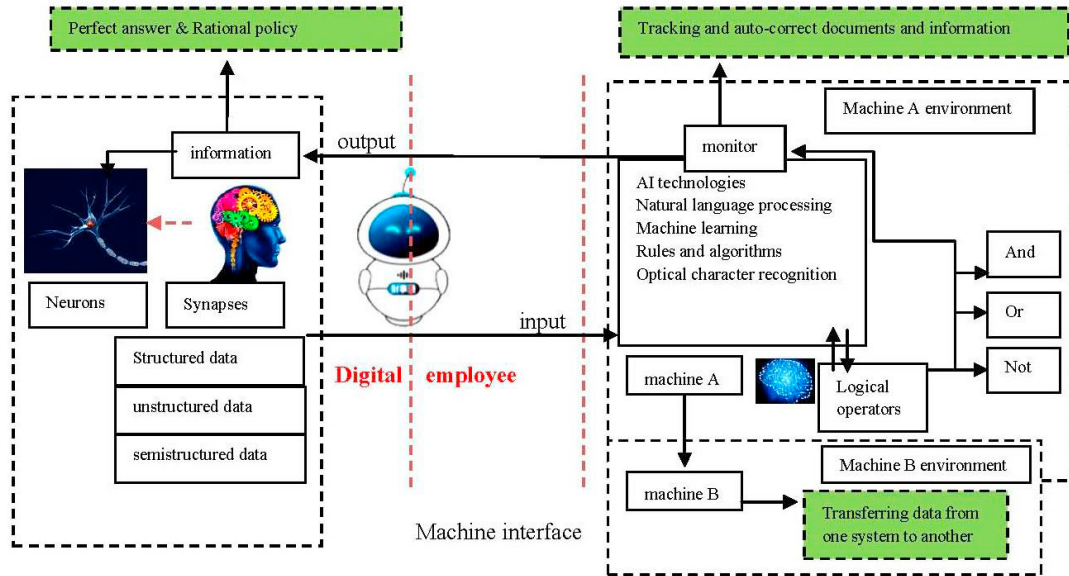 Perfect answer & Rational policy
Tracking and auto-correct documents and information
Machine A environment
information
output
monitor
AI technologies
Natural language processing
Machine learning
Rules and algorithms
Optical character recognition
And
Or
Not
Neurons
Synapses
input
Structured data
unstructured data
semistructured data
Digital employee
machine A
Logical
operators
Machine B environment
machine B
Transferring data from
one system to another
Machine interface